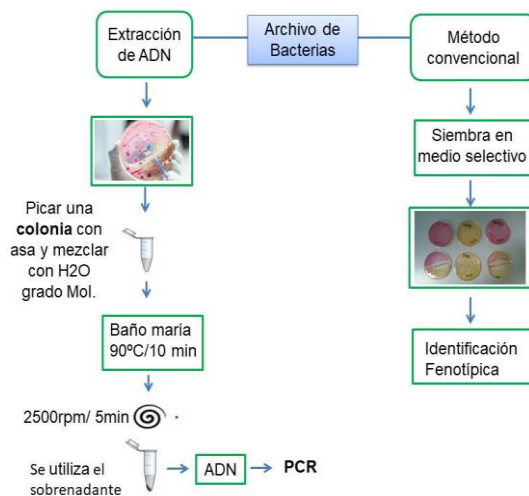 Extracción
de ADN
Archivo de
Bacterias
Método
convencional
Siembra en
medio selectivo
Picar una
colonia con
asa y mezclar
con H2O
grado Mol.
Baño maría
90ºC/10 min
Identificación
Fenotípica
2500rpm/ 5min
Se utiliza el
sobrenadante
ADN
PCR